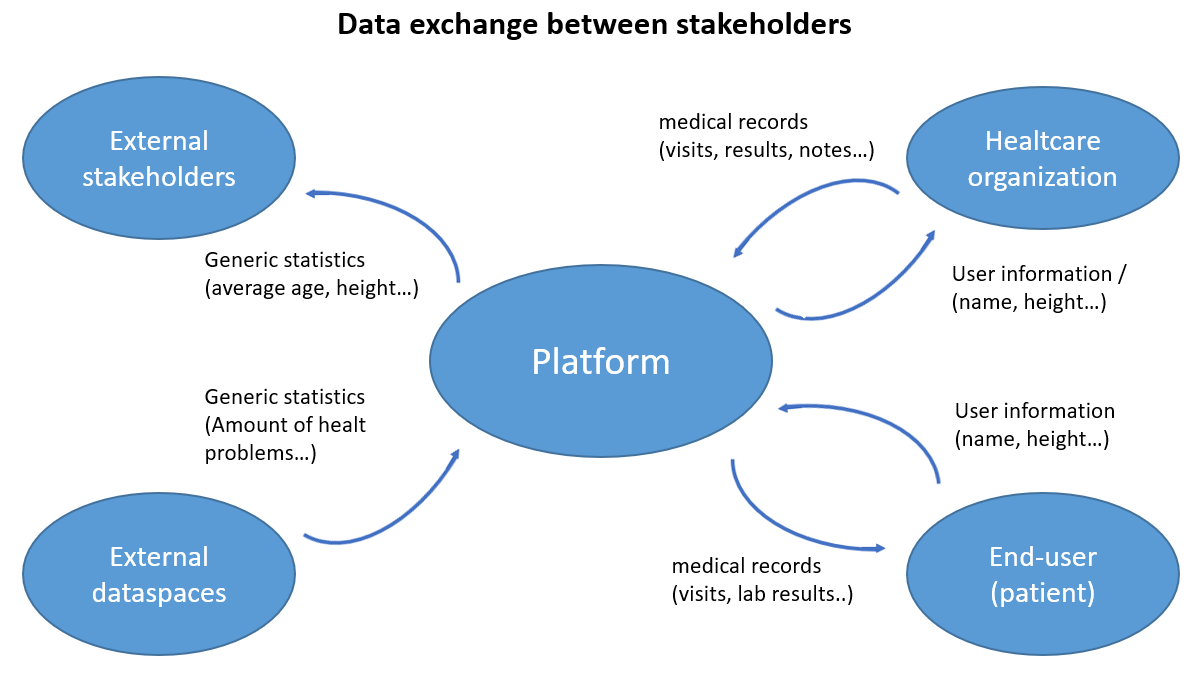 Data exchange between stakeholders
External
stakeholders
medical records
(visits, results, notes...)
Healtcare
organization
Generic statistics
(average age, height...)
User information /
(name, height...)
Platform
Generic statistics
(Amount of healt
problems...)
User information
(name, height...)
External
dataspaces
medical records
(visits, lab results..)
End-user
(patient)